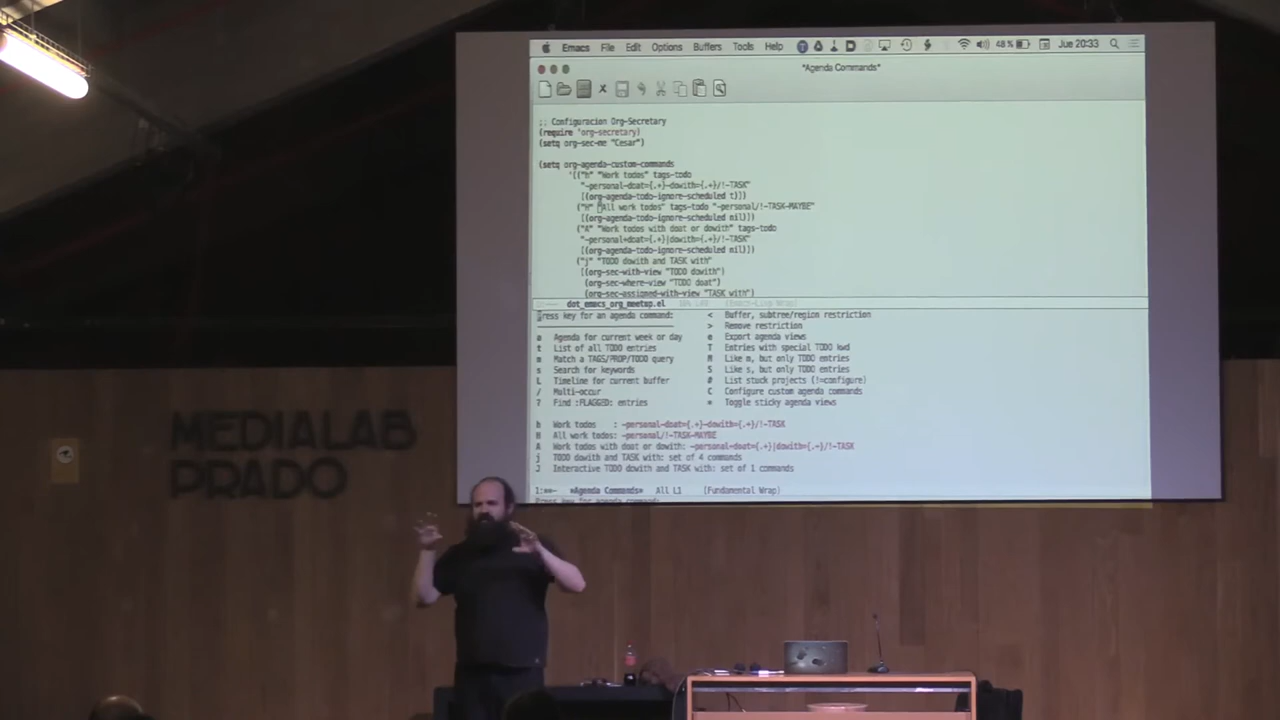 Emacs File Edit Options Buffers Tools Help 48% Jue 20:33
*Agenda Commands*
;; Configuracion Org-Secretary
(require 'org-secretary)
(setq org-sec-me "Cesar")
(setq org-agenda-custom-commands
'(("h" "Work todos" tags-todo
"-personal-doat={.+}-dowith={.+}/!-TASK"
((org-agenda-todo-ignore-scheduled t)))
("H" "All work todos" tags-todo "-personal/!-TASK-MAYBE"
((org-agenda-todo-ignore-scheduled nil)))
("A" "Work todos with doat or dowith" tags-todo
"-personal+doat={.+}|dowith={.+}/!-TASK"
((org-agenda-todo-ignore-scheduled nil)))
("j" "TODO dowith and TASK with"
((org-sec-with-view "TODO dowith")
(org-sec-where-view "TODO doat")
(org-sec-assigned-with-view "TASK with")
dot_emacs_org_meetup.el
Press key for an agenda command: < Buffer, subtree/region restriction
> Remove restriction
a Agenda for current week or day e Export agenda views
t List of all TODO entries T Entries with special TODO kwd
m Match a TAGS/PROP/TODO query M Like m, but only TODO entries
s Search for keywords S Like s, but only TODO entries
L Timeline for current buffer # List stuck projects (!=configure)
/ Multi-occur C Configure custom agenda commands
? Find :FLAGGED: entries * Toggle sticky agenda views
h Work todos : -personal-doat={.+}-dowith={.+}/!-TASK
H All work todos: -personal/!-TASK-MAYBE
A Work todos with doat or dowith: -personal+doat={.+}|dowith={.+}/!-TASK
j TODO dowith and TASK with: set of 4 commands
J Interactive TODO dowith and TASK with: set of 1 commands
1:**- *Agenda Commands* All L1 (Fundamental Wrap)
Press key for agenda command:
MEDIALAB
PRADO